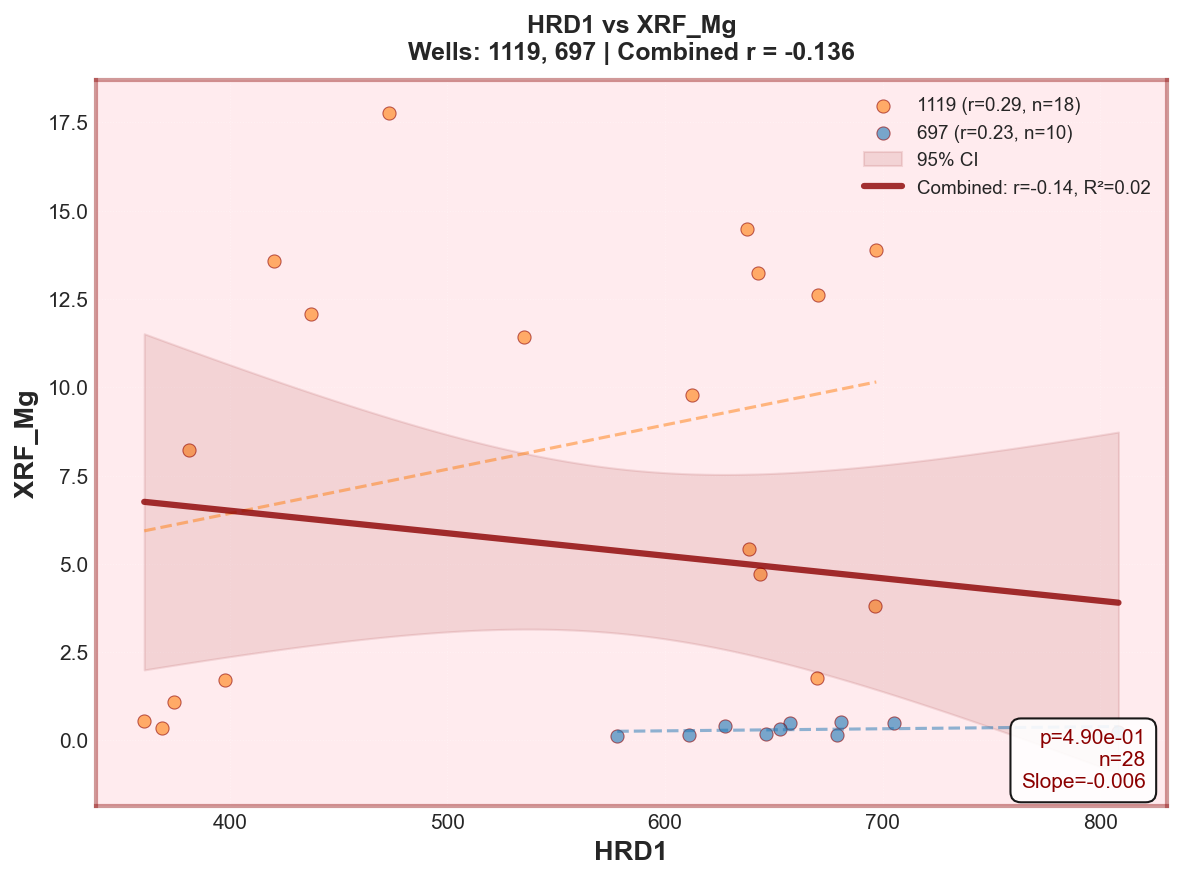 HRD1 vs XRF_Mg
Wells: 1119, 697 | Combined r = -0.136
1119 (r=0.29, n=18)
697 (r=0.23, n=10)
95% CI
Combined: r=-0.14, R²=0.02
17.5
15.0
12.5
10.0
7.5
5.0
2.5
0.0
XRF_Mg
p=4.90e-01
n=28
Slope=-0.006
400
500
600
700
800
HRD1